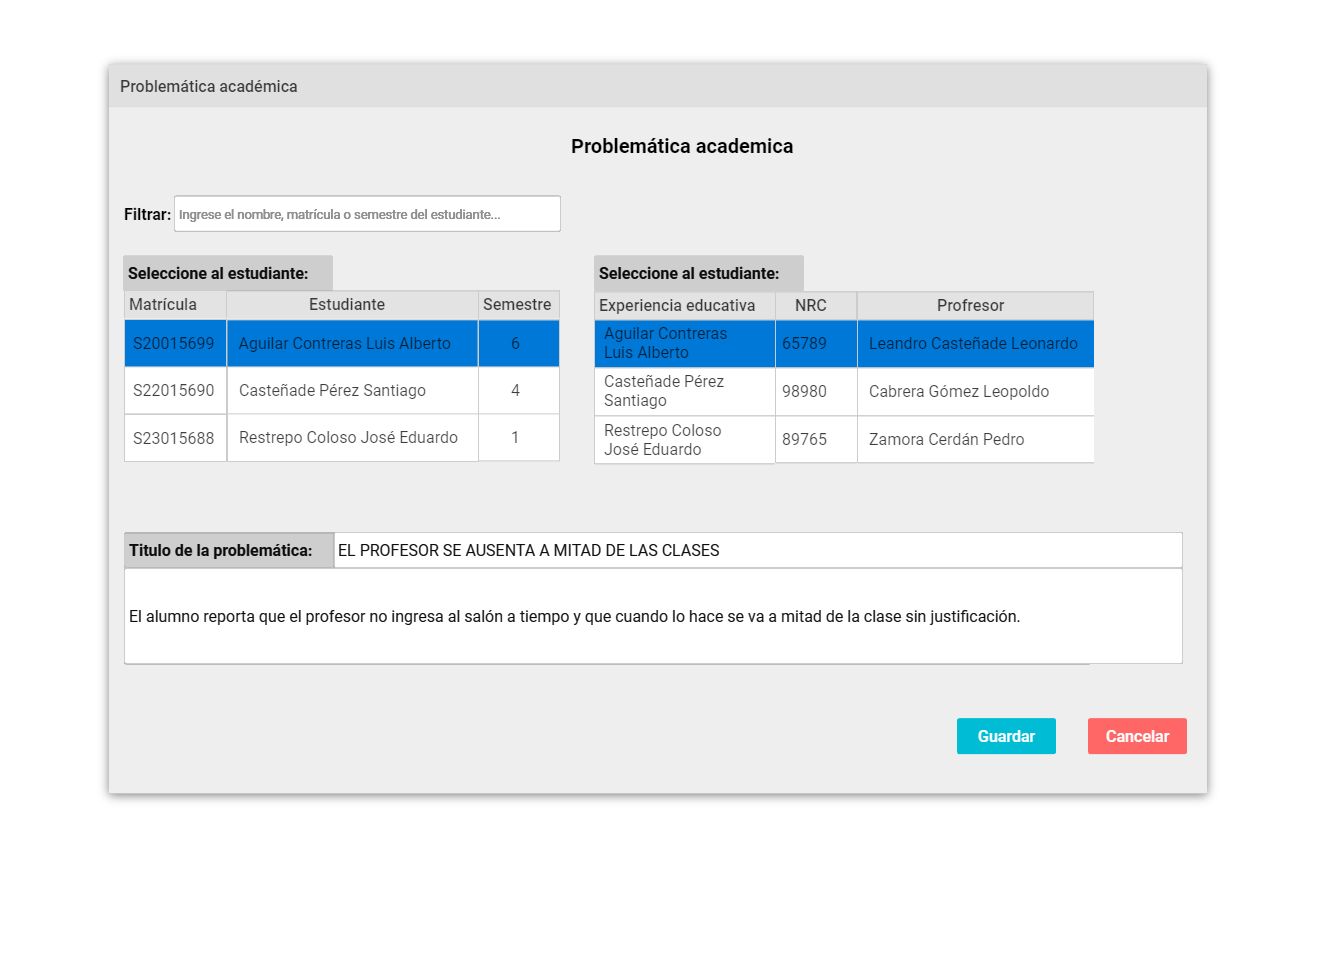 Problemática académica
Problemática academica
Filtrar: Ingrese el nombre, matrícula o semestre del estudiante...
Seleccione al estudiante:
Matrícula Estudiante Semestre
S20015699 Aguilar Contreras Luis Alberto 6
S22015690 Casteñade Pérez Santiago 4
S23015688 Restrepo Coloso José Eduardo 1
Seleccione al estudiante:
Experiencia educativa NRC Profresor
Aguilar Contreras
Luis Alberto 65789 Leandro Casteñade Leonardo
Casteñade Pérez
Santiago 98980 Cabrera Gómez Leopoldo
Restrepo Coloso
José Eduardo 89765 Zamora Cerdán Pedro
Titulo de la problemática: EL PROFESOR SE AUSENTA A MITAD DE LAS CLASES
El alumno reporta que el profesor no ingresa al salón a tiempo y que cuando lo hace se va a mitad de la clase sin justificación.
Guardar Cancelar